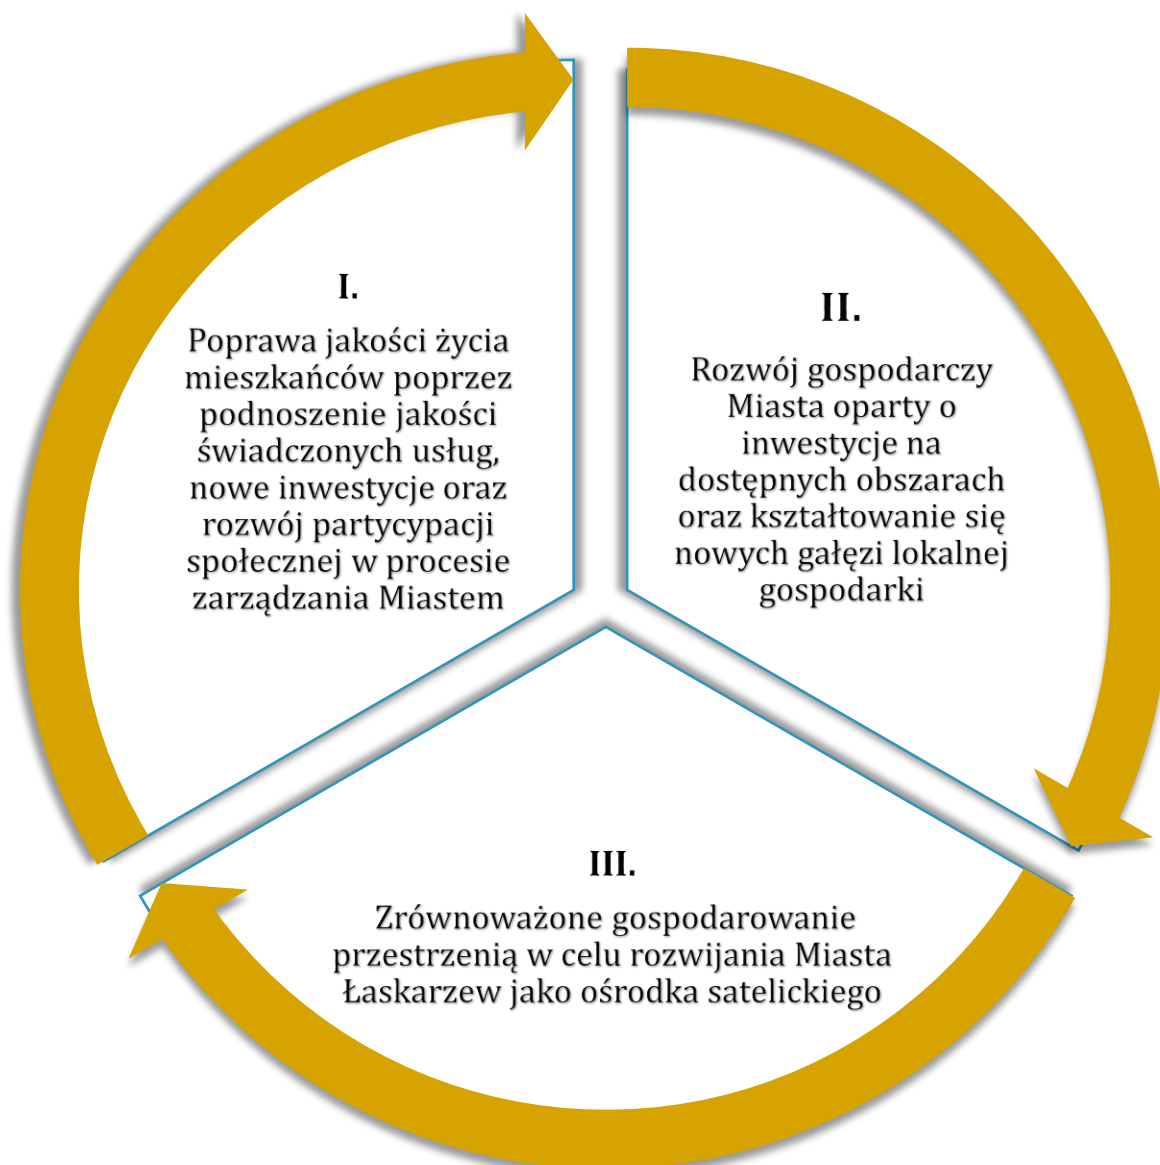 I.
Poprawa jakości życia
mieszkańców poprzez
podnoszenie jakości
świadczonych usług,
nowe inwestycje oraz
rozwój partycypacji
społecznej w procesie
zarządzania Miastem
II.
Rozwój gospodarczy
Miasta oparty o
inwestycje na
dostępnych obszarach
oraz kształtowanie się
nowych gałęzi lokalnej
gospodarki
III.
Zrównoważone gospodarowanie
przestrzenią w celu rozwijania Miasta
Łaskarzew jako ośrodka satelickiego